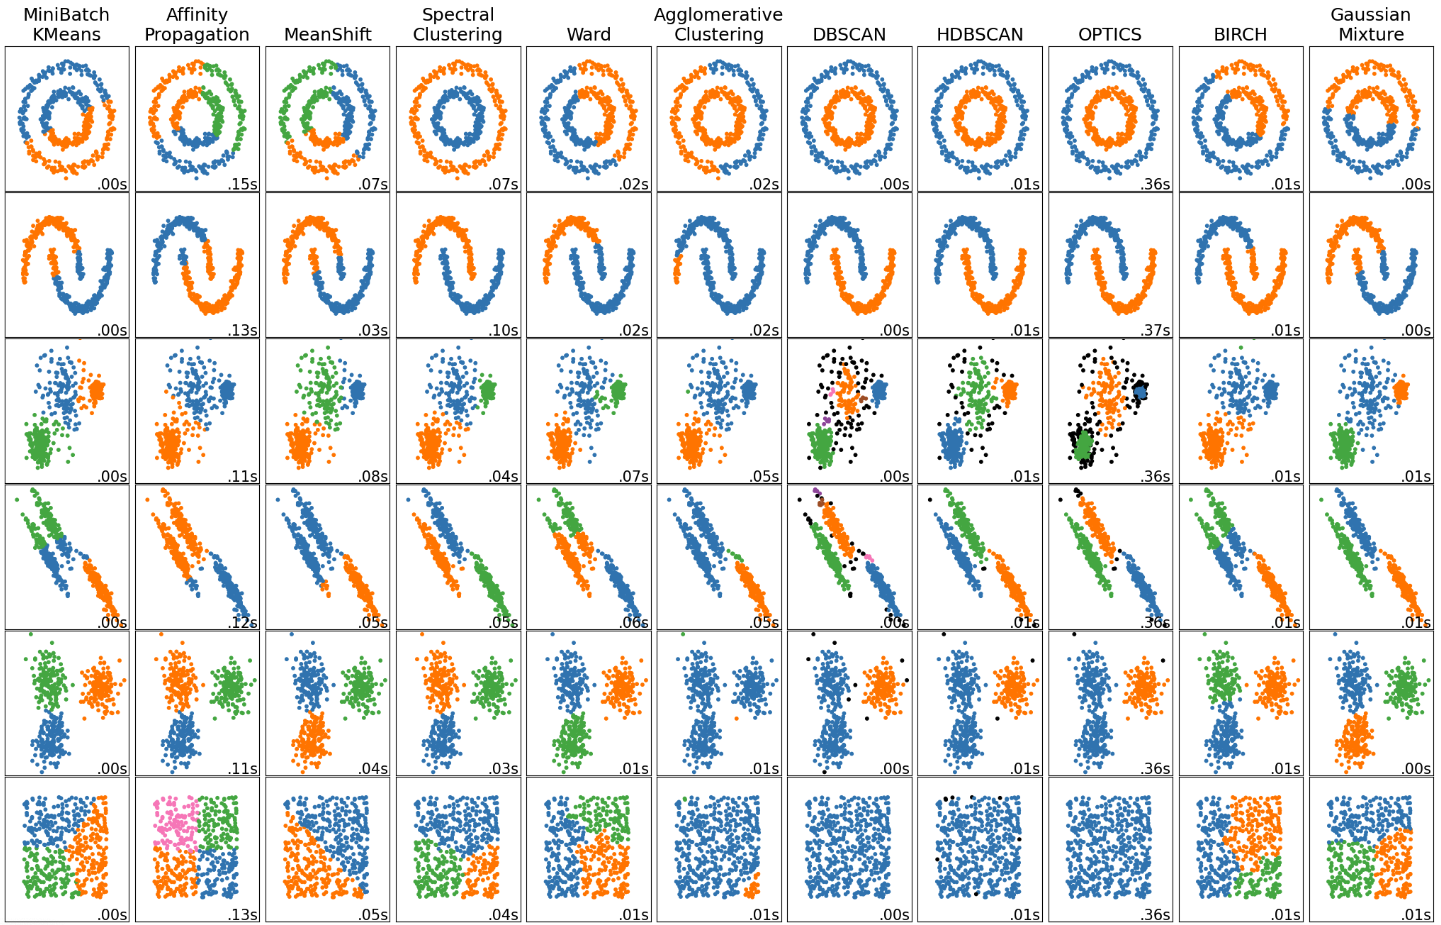 MiniBatch
KMeans
Affinity
Propagation
MeanShift
Spectral
Clustering
Ward
Agglomerative
Clustering
DBSCAN
HDBSCAN
OPTICS
BIRCH
Gaussian
Mixture
.00s
.15s
.07s
.07s
.02s
.02s
.00s
.01s
.36s
.01s
.00s
.00s
.13s
.03s
.10s
.02s
.02s
.00s
.01s
.37s
.01s
.00s
.00s
.11s
.08s
.04s
.07s
.05s
.00s
.01s
.36s
.01s
.01s
.00s
.12s
.05s
.05s
.06s
.05s
.00s
.01s
.36s
.01s
.01s
.00s
.11s
.04s
.03s
.01s
.01s
.00s
.01s
.36s
.01s
.00s
.00s
.13s
.05s
.04s
.01s
.01s
.00s
.01s
.36s
.01s
.01s